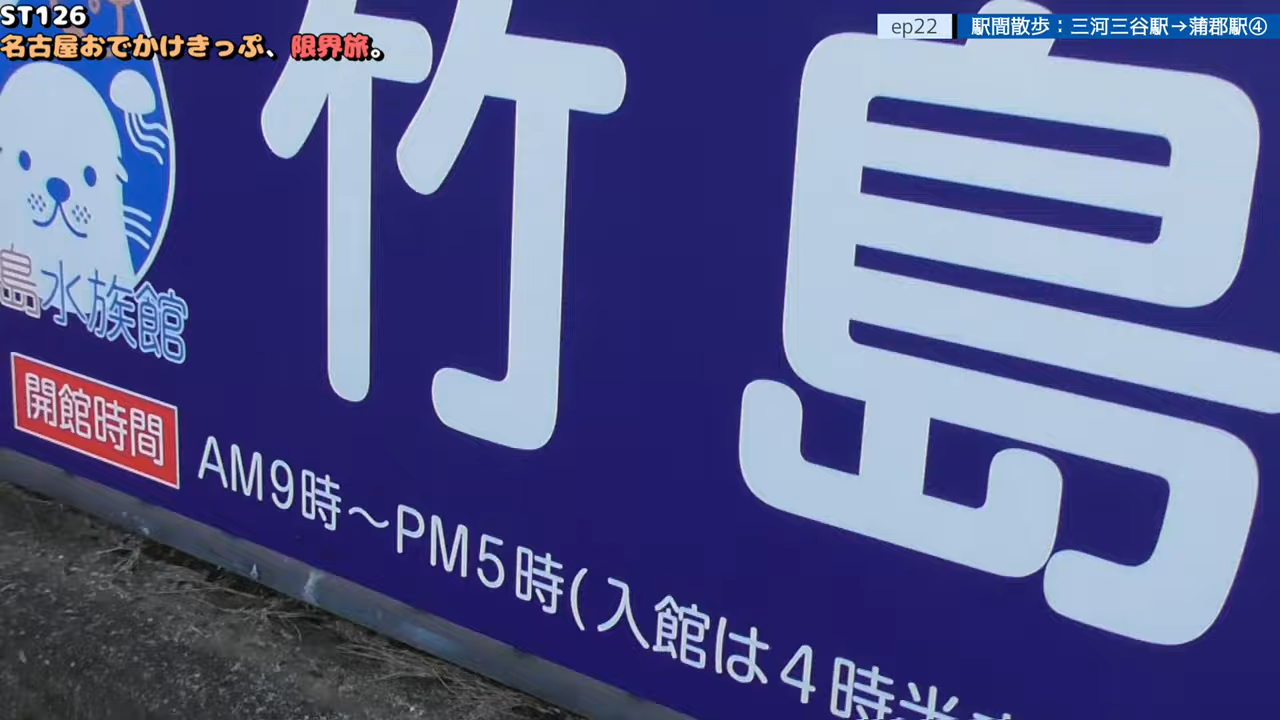 ST126
名古屋おでかけきっぷ、限界旅。
ep22
駅間散歩：三河三谷駅→蒲郡駅④
竹島
島水族館
開館時間
AM9時～PM5時(入館は4時半